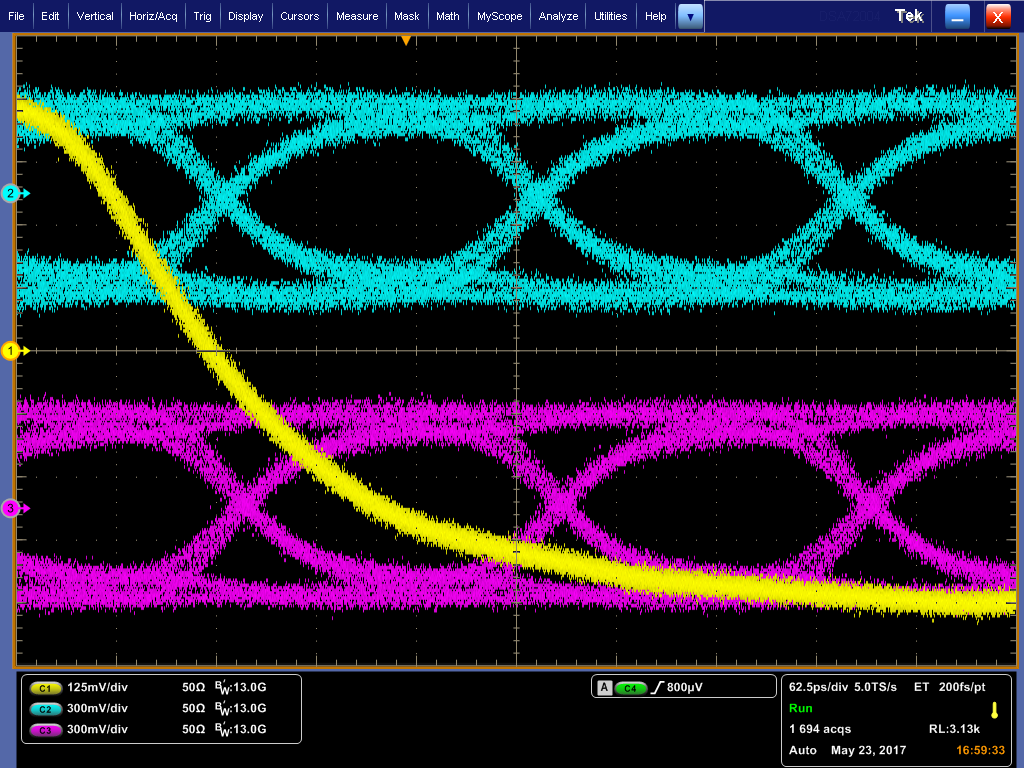 File Edit Vertical Horiz/Acq Trig Display Cursors Measure Mask Math MyScope Analyze Utilities Help Tek
2
1
3
C1 125mV/div 50Ω B'W:13.0G
C2 300mV/div 50Ω B'W:13.0G
C3 300mV/div 50Ω B'W:13.0G
A C4 800µV
62.5ps/div 5.0TS/s ET 200fs/pt
Run
1 694 acqs RL:3.13k
Auto May 23, 2017 16:59:33